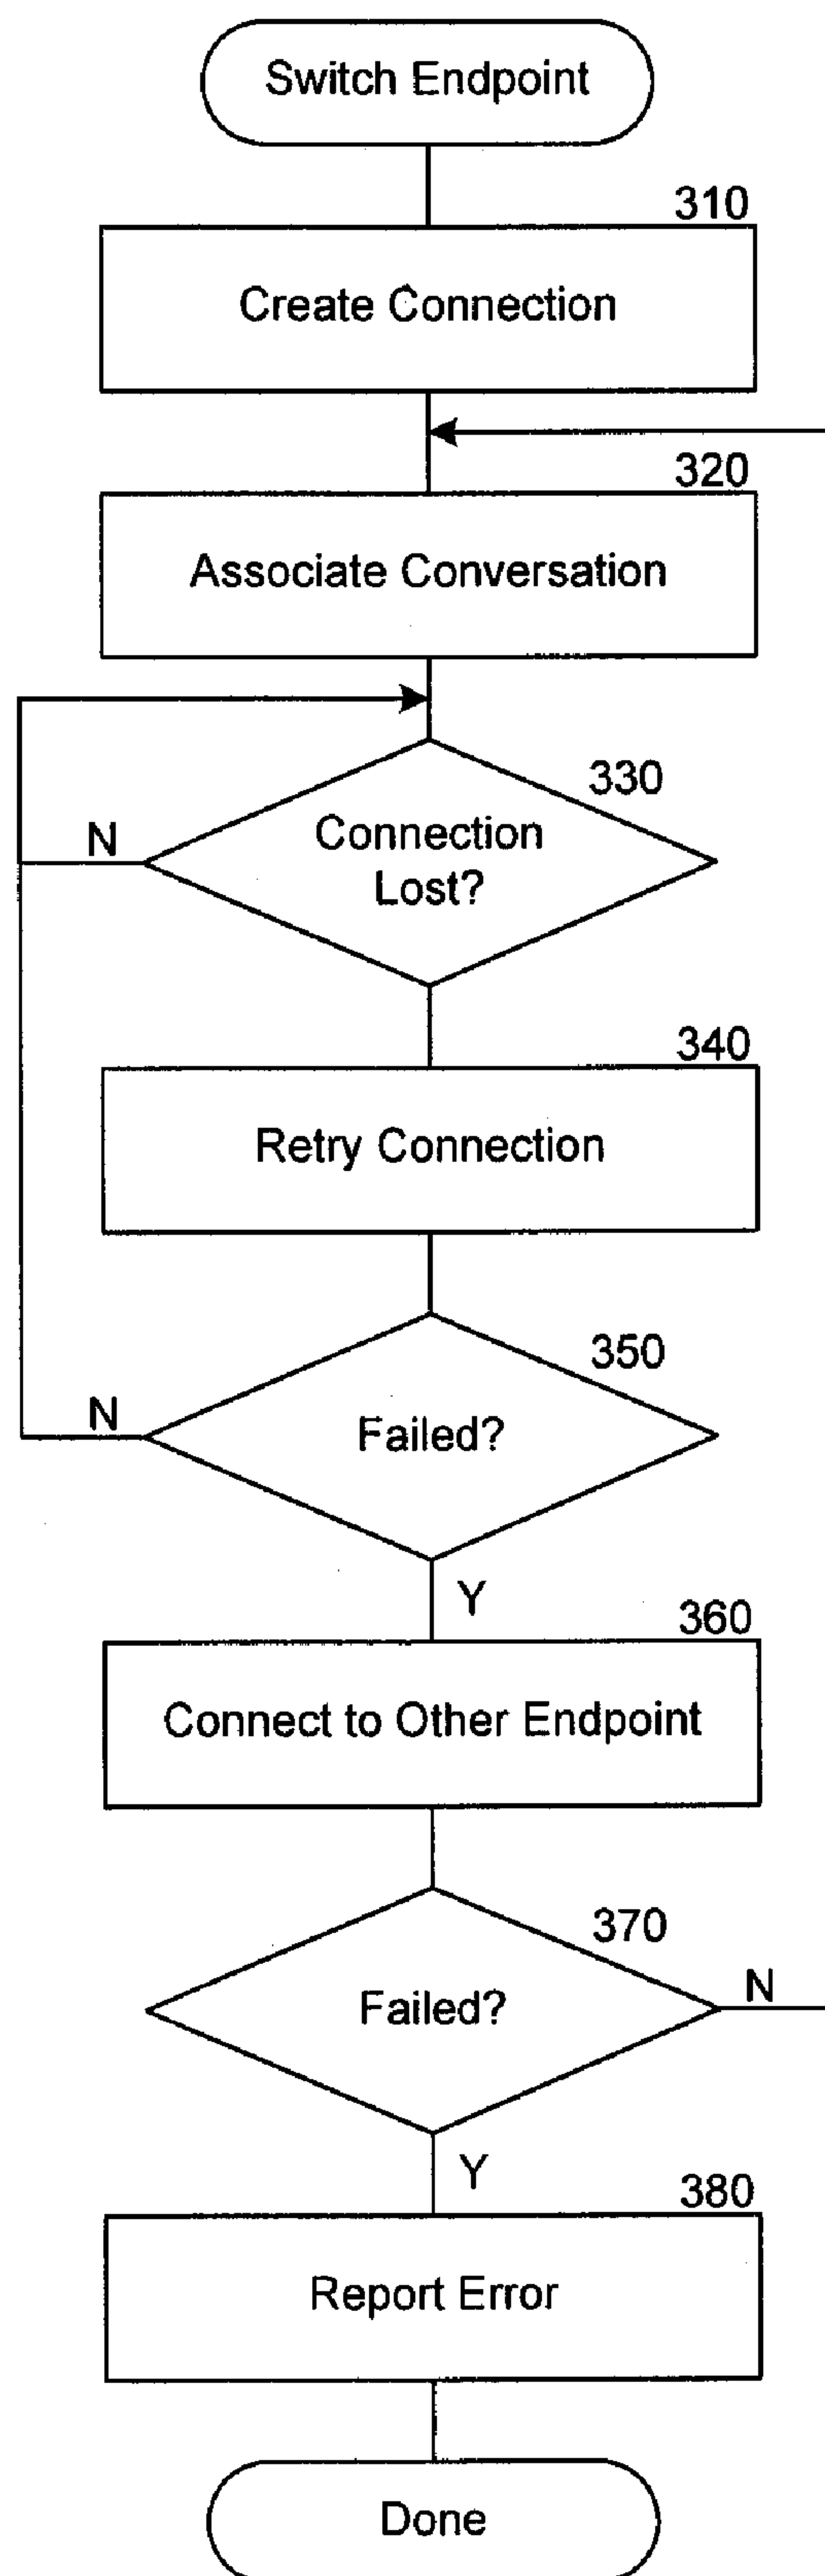 Switch Endpoint
310
Create Connection
320
Associate Conversation
330
N
Connection
Lost?
340
Retry Connection
350
N
Failed?
Y
360
Connect to Other Endpoint
370
N
Failed?
Y
380
Report Error
Done